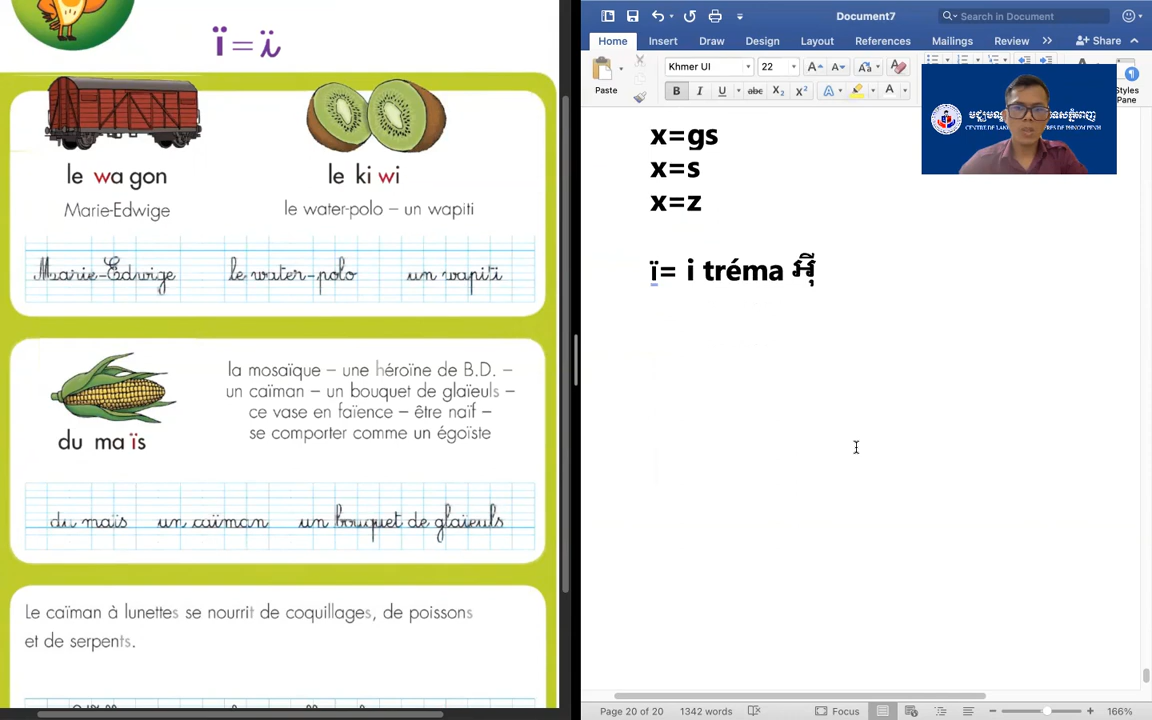 ï=ï
le wa gon
le ki wi
Marie-Edwige
le water-polo – un wapiti
Marie-Edwige le water-polo un wapiti
la mosaïque – une héroïne de B.D. –
un caïman – un bouquet de glaïeuls –
ce vase en faïence – être naïf –
se comporter comme un égoïste
du ma ïs
du maïs un caïman un bouquet de glaïeuls
Le caïman à lunettes se nourrit de coquillages, de poissons
et de serpents.
Document7
Search in Document
Home Insert Draw Design Layout References Mailings Review Share
Paste
Khmer UI
22
Styles
Pane
x=gs
x=s
x=z
ï= i tréma អ៊ី
Page 20 of 20 1342 words Focus 166%